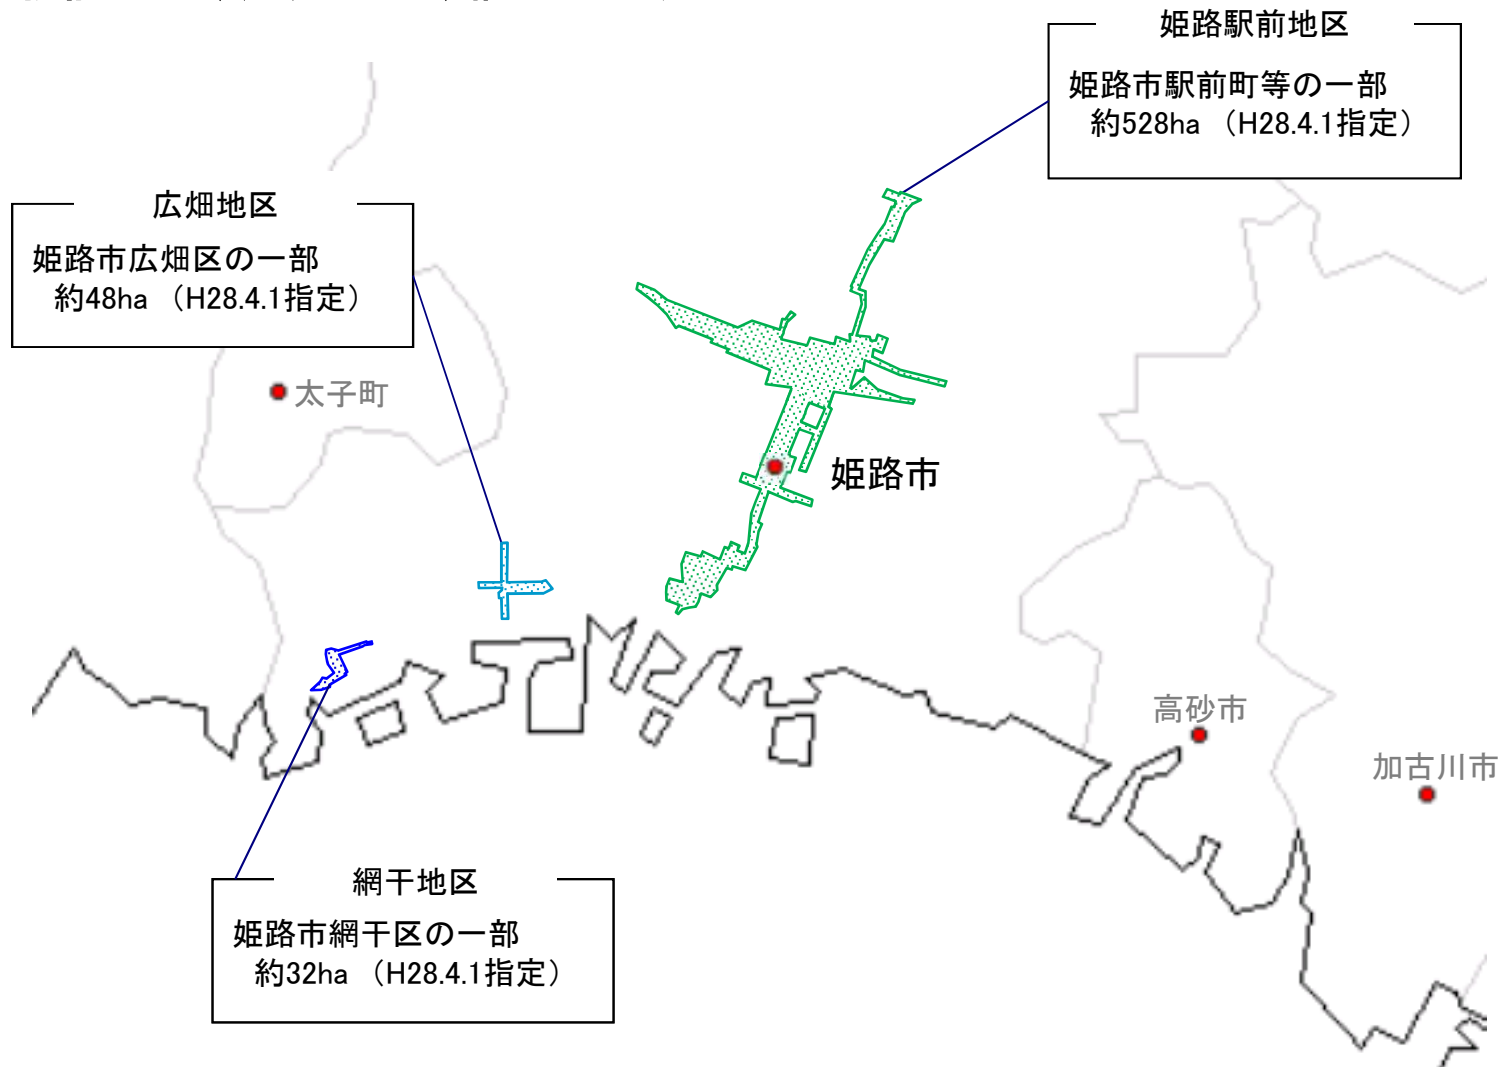 姫路駅前地区
姫路市駅前町等の一部
約528ha （H28.4.1指定）
広畑地区
姫路市広畑区の一部
約48ha （H28.4.1指定）
太子町
姫路市
高砂市
加古川市
網干地区
姫路市網干区の一部
約32ha （H28.4.1指定）